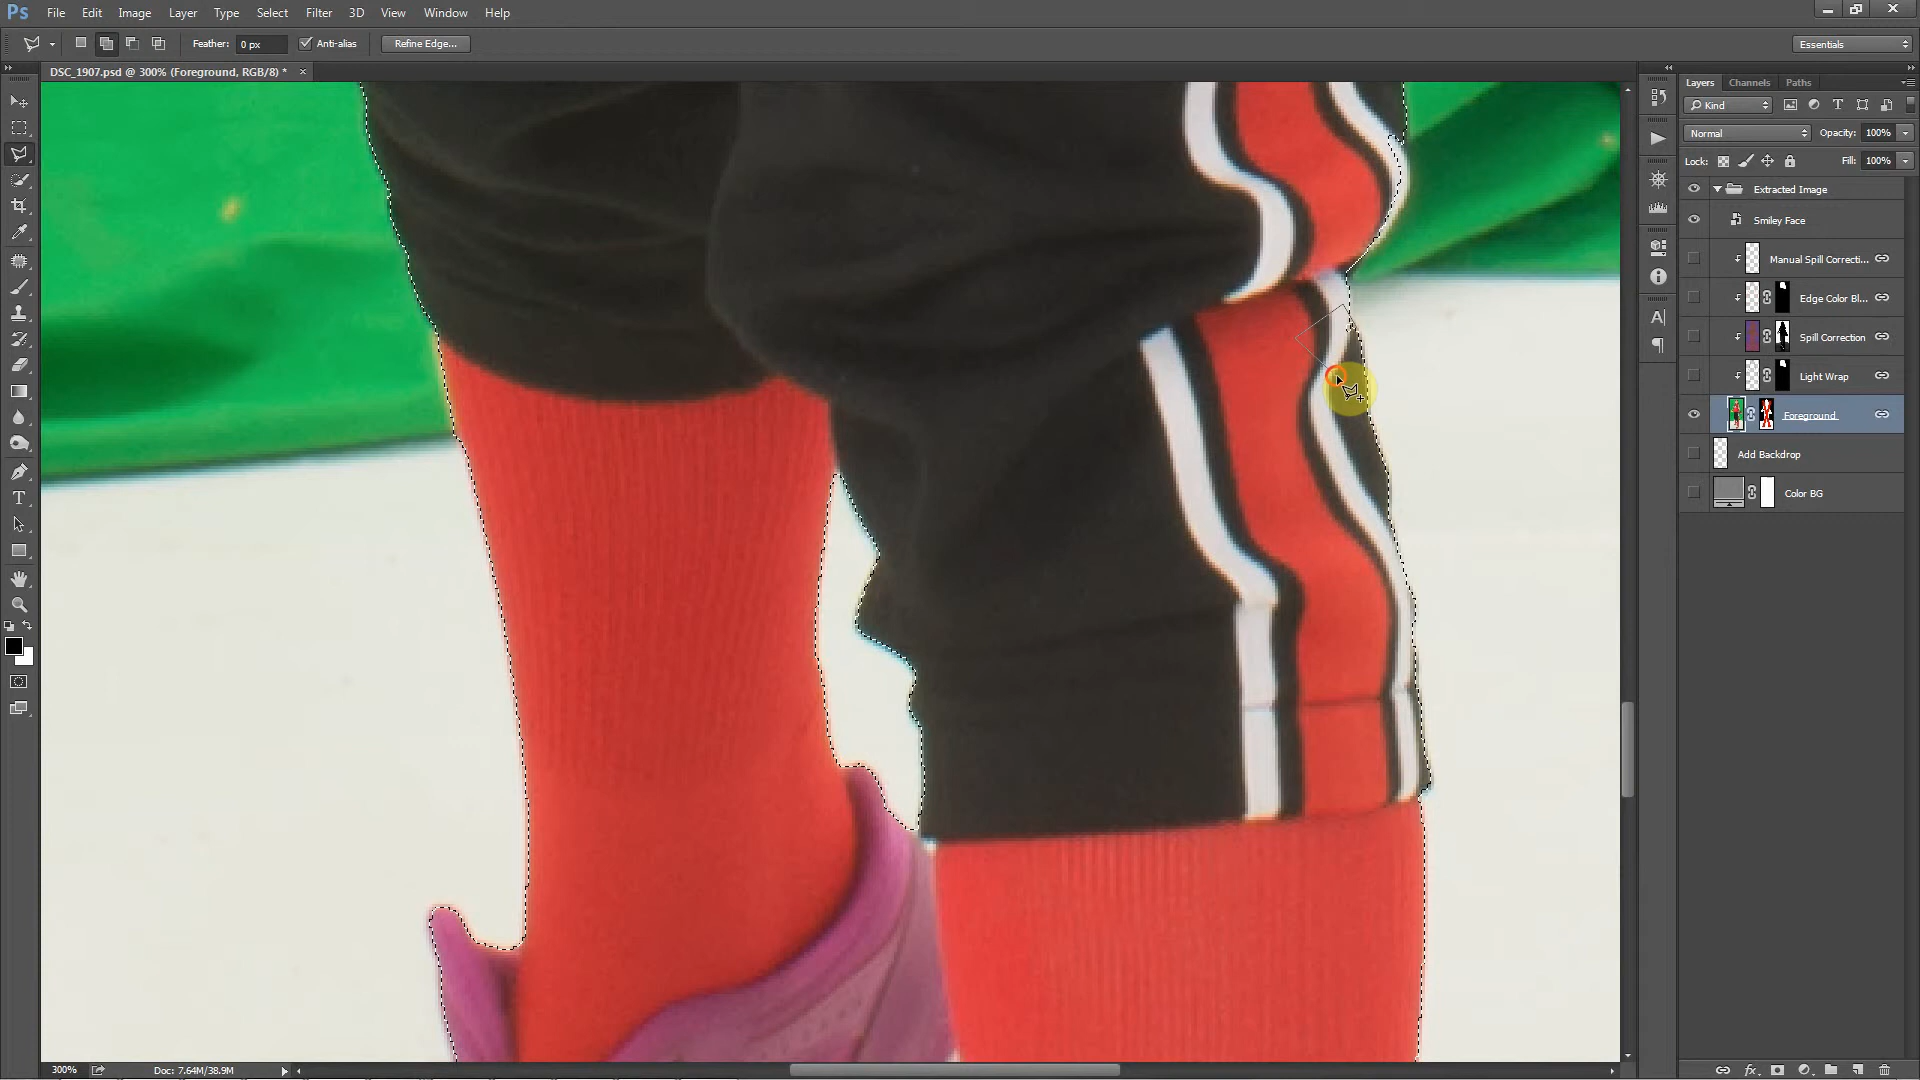 Ps File Edit Image Layer Type Select Filter 3D View Window Help
Feather: 0 px Anti-alias Refine Edge... Essentials
DSC_1907.psd @ 300% (Foreground, RGB/8) * ×
Layers Channels Paths
Kind
Normal Opacity: 100%
Lock: Fill: 100%
Extracted Image
Smiley Face
Manual Spill Correcti...
Edge Color Bl...
Spill Correction
Light Wrap
Foreground
Add Backdrop
Color BG
300% Doc: 7.64M/38.9M